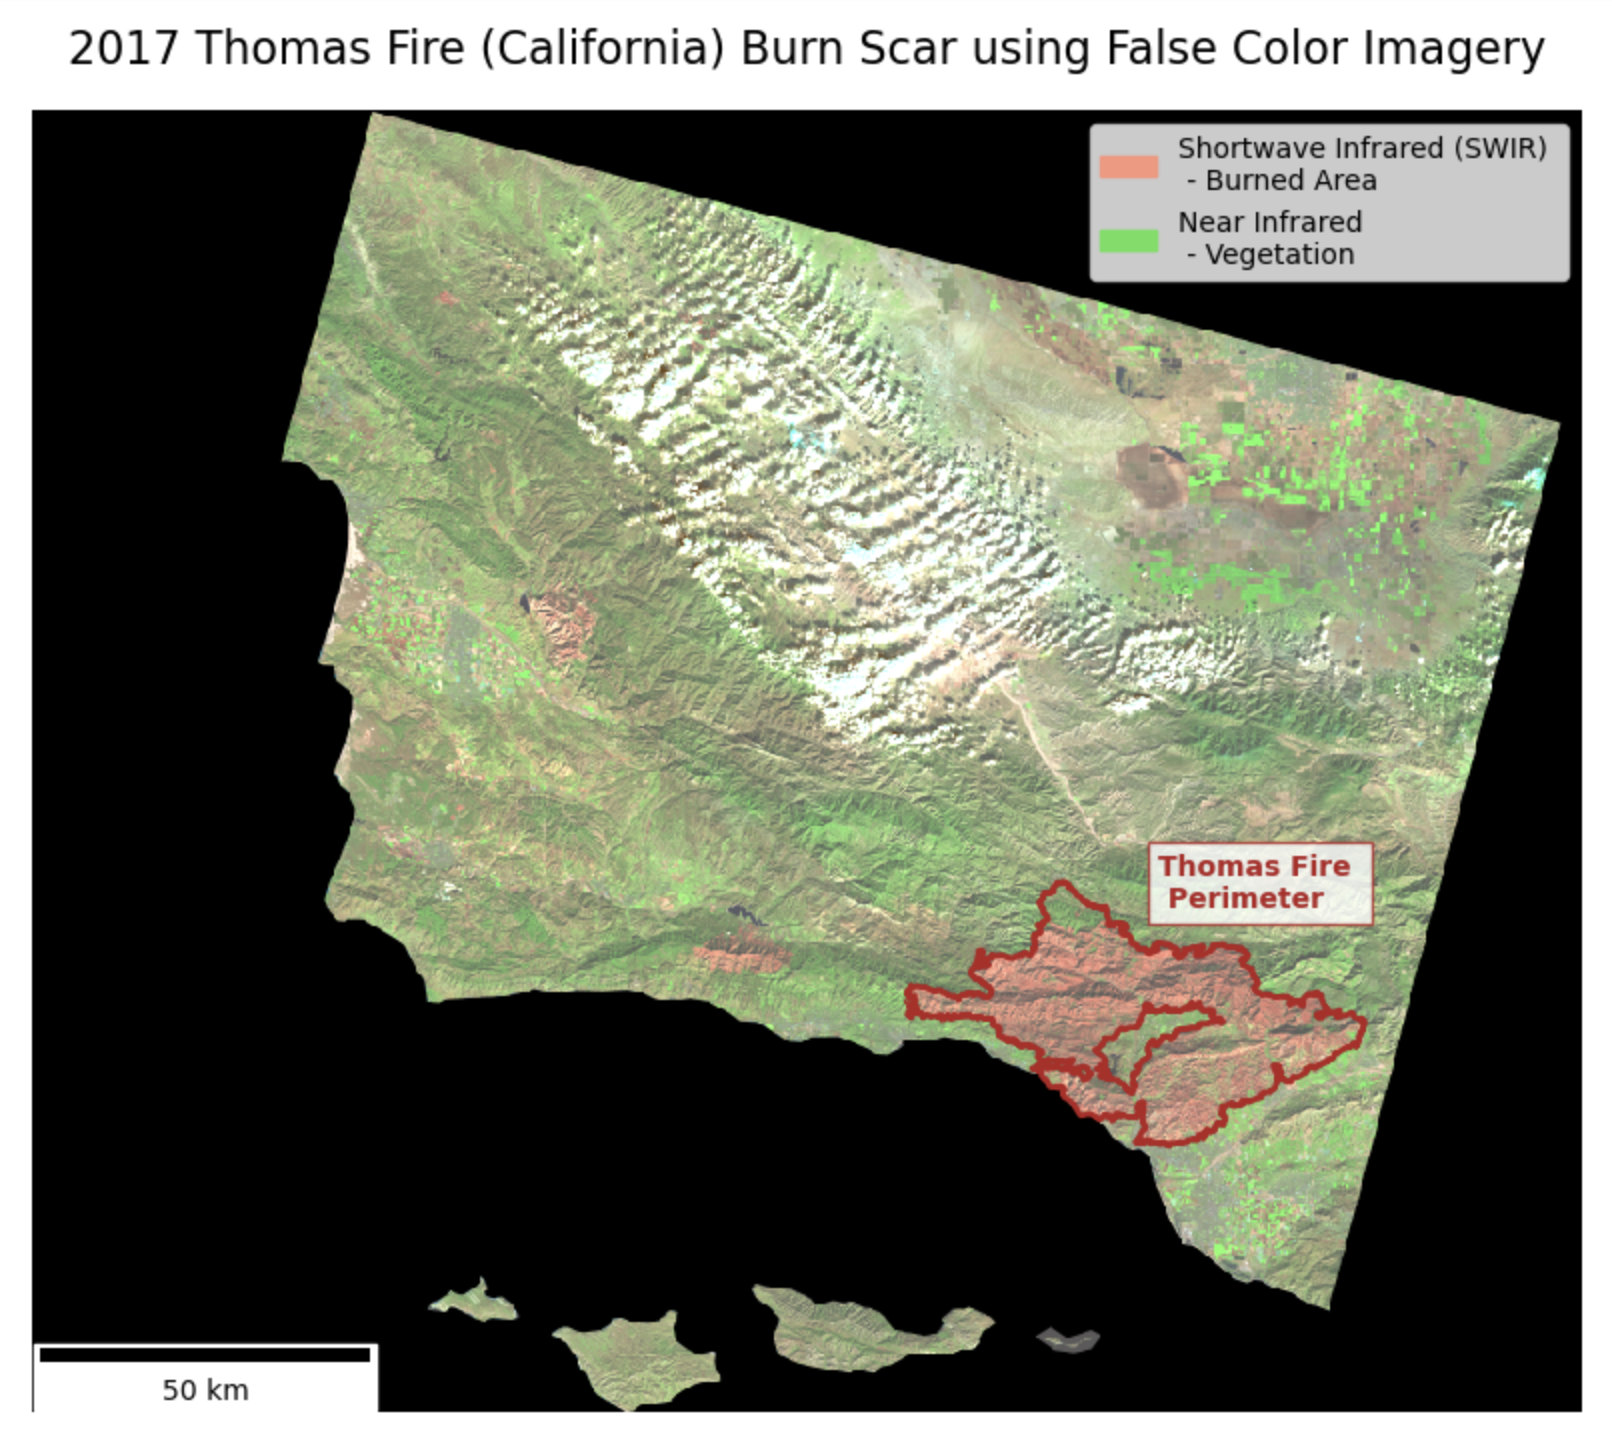 2017 Thomas Fire (California) Burn Scar using False Color Imagery
Shortwave Infrared (SWIR)
- Burned Area
Near Infrared
- Vegetation
Thomas Fire
Perimeter
50 km